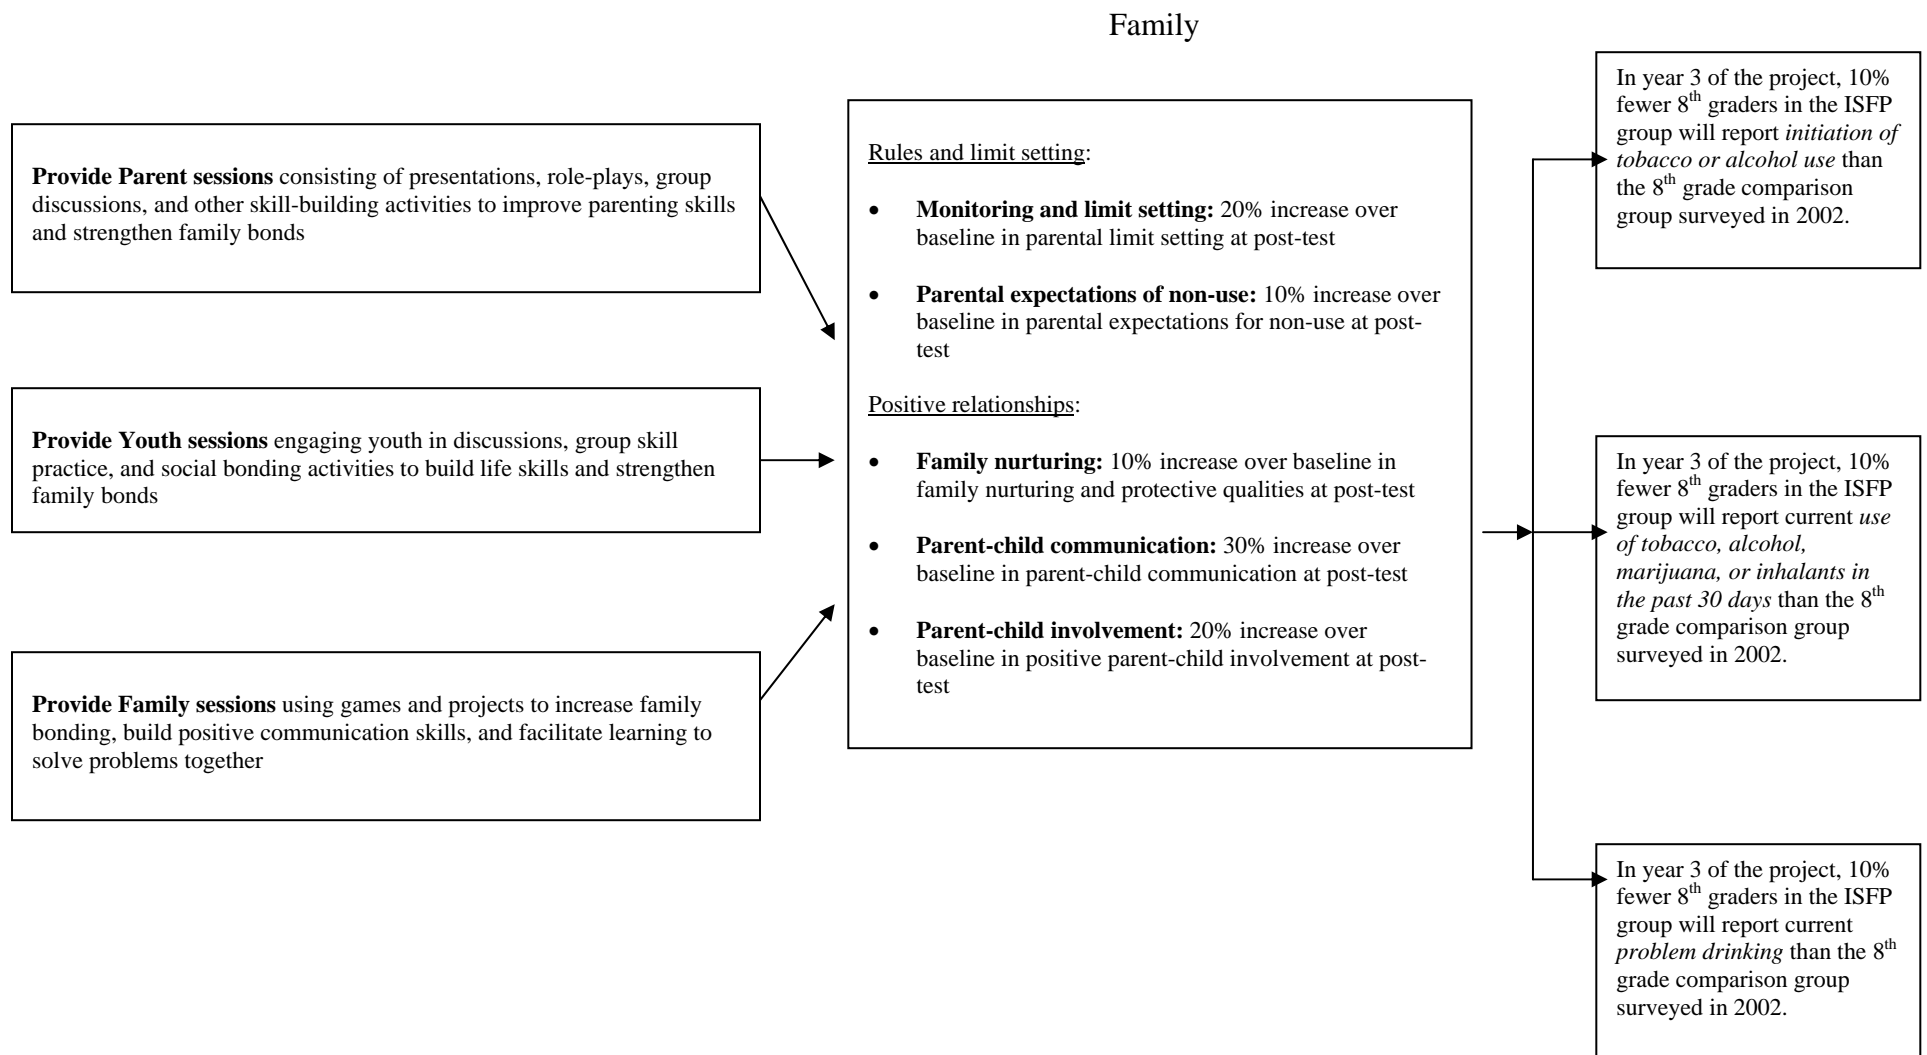 Family
Provide Parent sessions consisting of presentations, role-plays, group
discussions, and other skill-building activities to improve parenting skills
and strengthen family bonds
Provide Youth sessions engaging youth in discussions, group skill
practice, and social bonding activities to build life skills and strengthen
family bonds
Provide Family sessions using games and projects to increase family
bonding, build positive communication skills, and facilitate learning to
solve problems together
Rules and limit setting:
• Monitoring and limit setting: 20% increase over
baseline in parental limit setting at post-test
• Parental expectations of non-use: 10% increase over
baseline in parental expectations for non-use at post-
test
Positive relationships:
• Family nurturing: 10% increase over baseline in
family nurturing and protective qualities at post-test
• Parent-child communication: 30% increase over
baseline in parent-child communication at post-test
• Parent-child involvement: 20% increase over
baseline in positive parent-child involvement at post-
test
In year 3 of the project, 10%
fewer 8th graders in the ISFP
group will report initiation of
tobacco or alcohol use than
the 8th grade comparison
group surveyed in 2002.
In year 3 of the project, 10%
fewer 8th graders in the ISFP
group will report current use
of tobacco, alcohol,
marijuana, or inhalants in
the past 30 days than the 8th
grade comparison group
surveyed in 2002.
In year 3 of the project, 10%
fewer 8th graders in the ISFP
group will report current
problem drinking than the 8th
grade comparison group
surveyed in 2002.